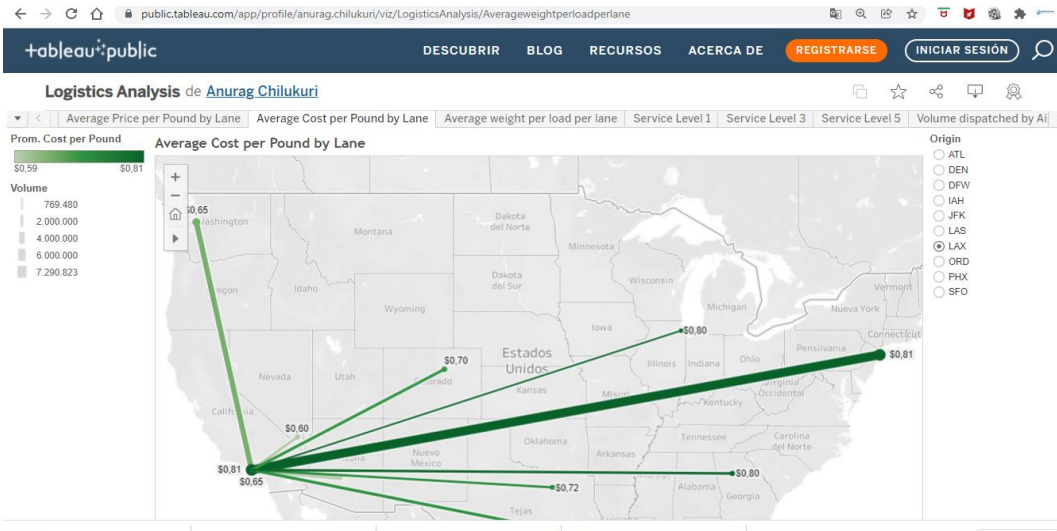 public.tableau.com/app/profile/anurag.chilukuri/viz/LogisticsAnalysis/Averageweightperloadperlane
+ableau public
DESCUBRIR BLOG RECURSOS ACERCA DE REGISTRARSE INICIAR SESIÓN
Logistics Analysis de Anurag Chilukuri
Average Price per Pound by Lane Average Cost per Pound by Lane Average weight per load per lane Service Level 1 Service Level 3 Service Level 5 Volume dispatched by Ai
Prom. Cost per Pound
$0,59 $0,81
Volume
769.480
2.000.000
4.000.000
6.000.000
7.290.823
Average Cost per Pound by Lane
$0,65
Washington
Montana
Dakota
del Norte
Minnesota
Dakota
del Sur
Wisconsin
Oregon
Idaho
Wyoming
Michigan
Vermont
Nueva York
Connecticut
Iowa
$0,80
Pensilvania
$0,81
$0,70
Estados
Unidos
Illinois
Indiana
Ohio
Nevada
Utah
Colorado
Kansas
Misuri
Virginia
Occidental
Kentucky
California
$0,60
Oklahoma
Tennessee
Carolina
del Norte
Nuevo
México
Arkansas
$0,81
$0,65
$0,72
$0,80
Alabama
Georgia
Tejas
Origin
ATL
DEN
DFW
IAH
JFK
LAS
LAX
ORD
PHX
SFO